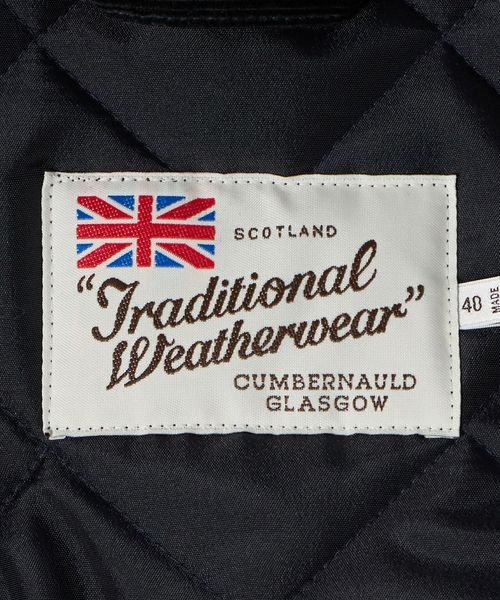 SCOTLAND
"Traditional
Weatherwear"
CUMBERNAULD
GLASGOW
40
MADE